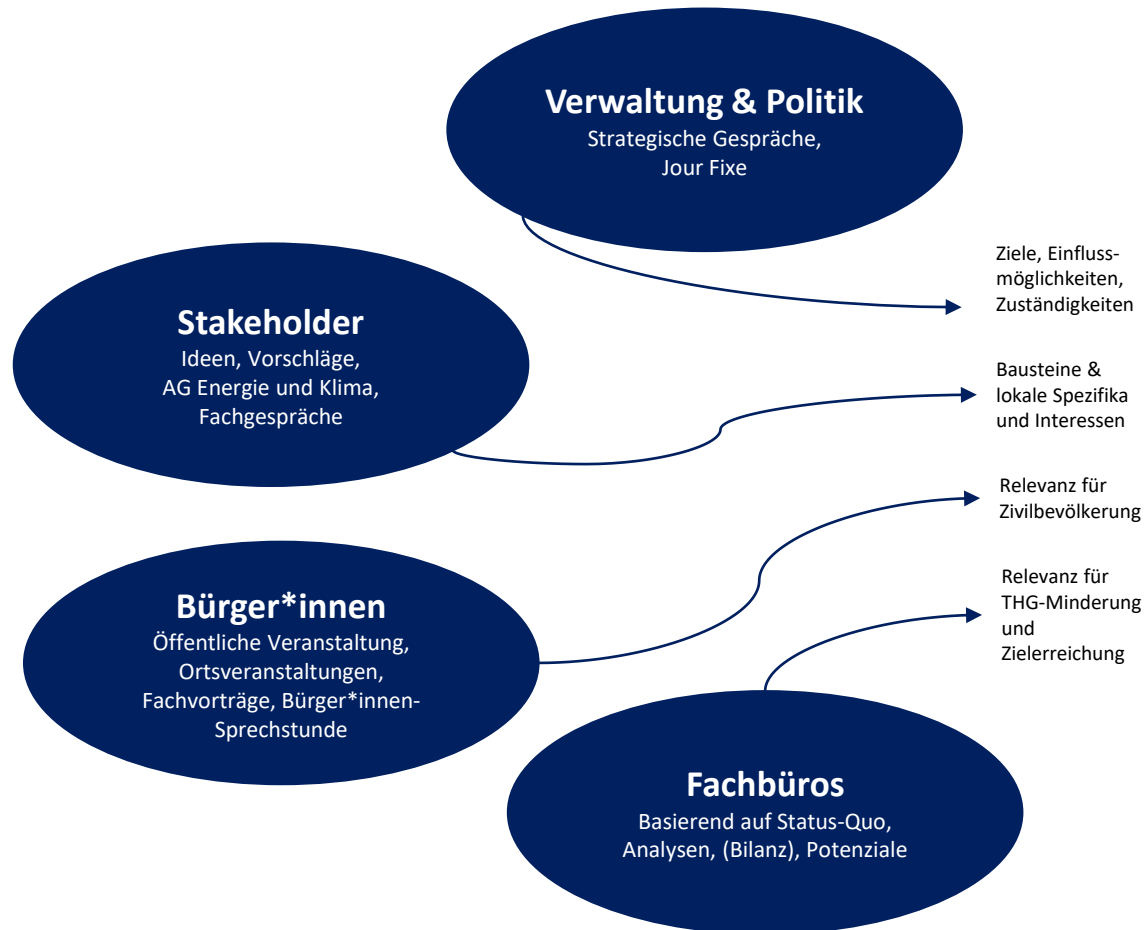 Verwaltung & Politik
Strategische Gespräche,
Jour Fixe
Ziele, Einfluss-
möglichkeiten,
Zuständigkeiten
Stakeholder
Ideen, Vorschläge,
AG Energie und Klima,
Fachgespräche
Bausteine &
lokale Spezifika
und Interessen
Relevanz für
Zivilbevölkerung
Bürger*innen
Öffentliche Veranstaltung,
Ortsveranstaltungen,
Fachvorträge, Bürger*innen-
Sprechstunde
Relevanz für
THG-Minderung
und
Zielerreichung
Fachbüros
Basierend auf Status-Quo,
Analysen, (Bilanz), Potenziale